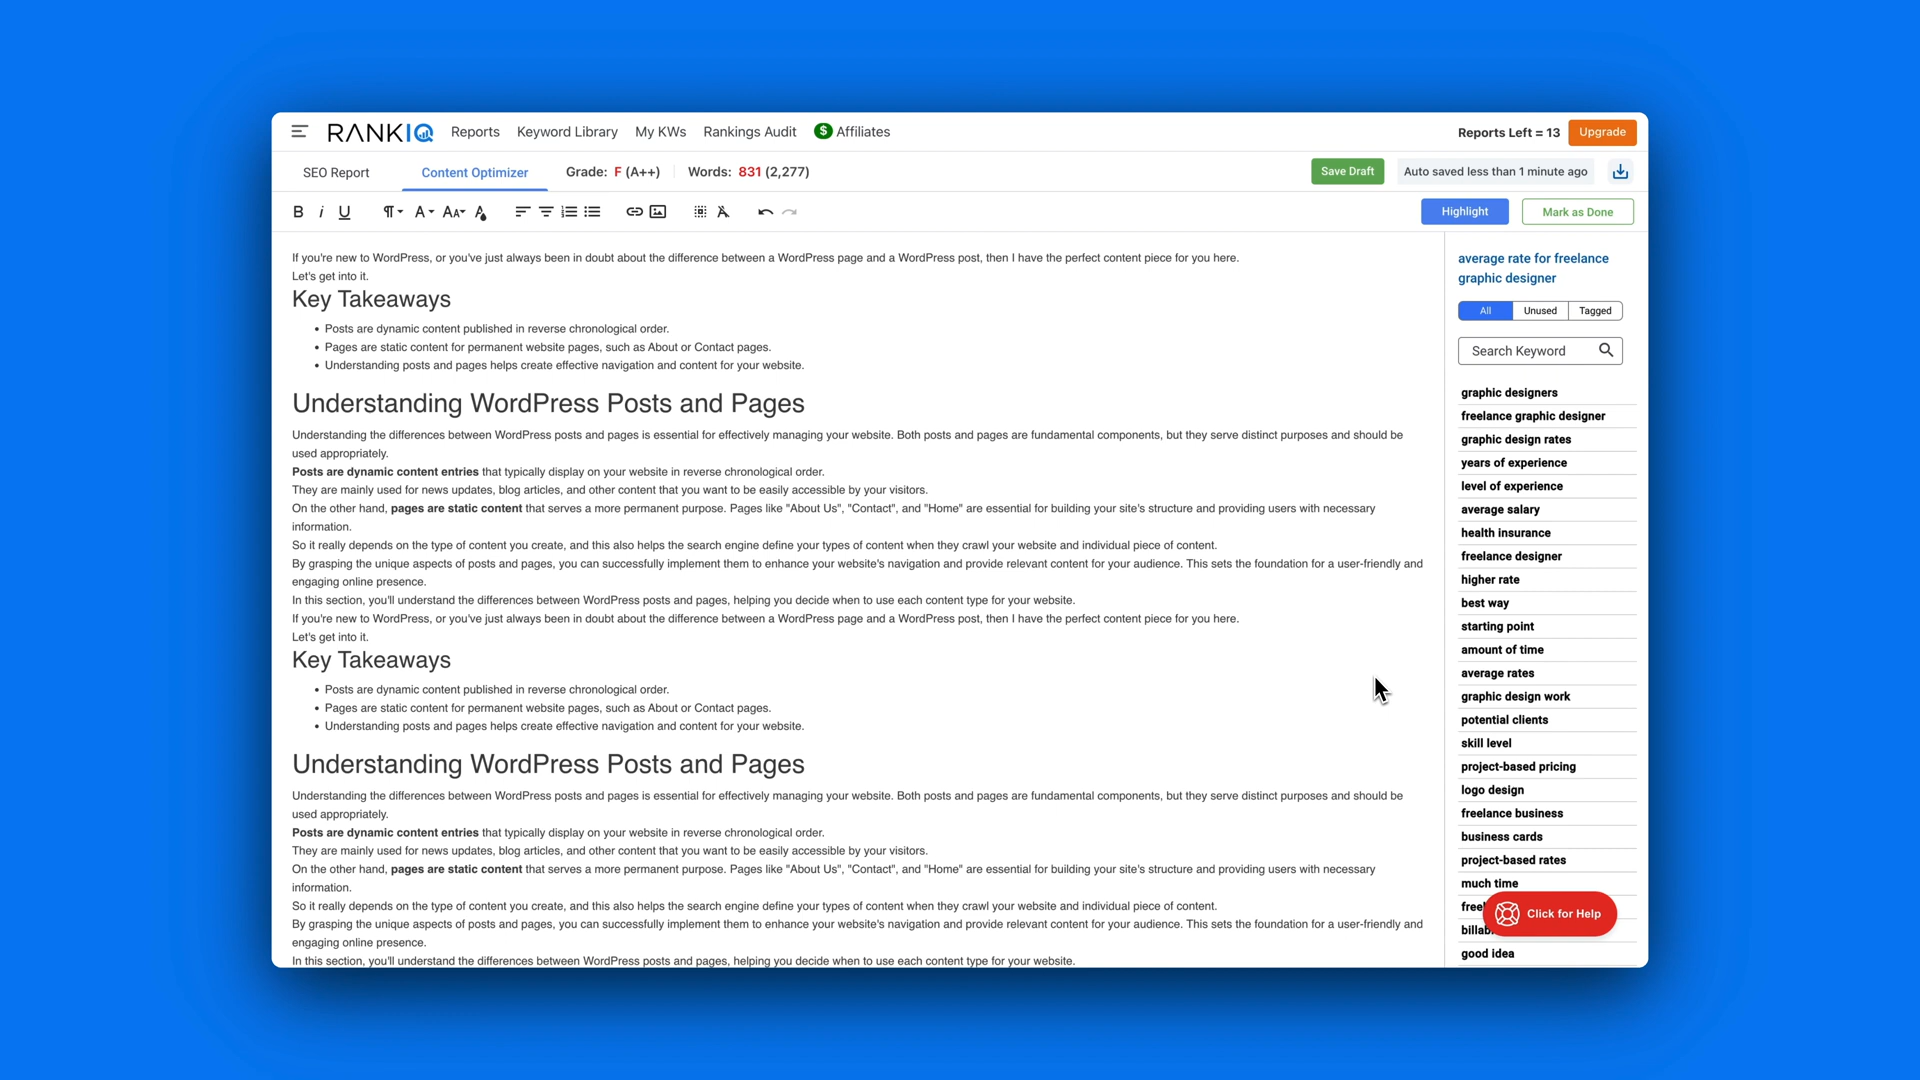 RANKIQ Reports Keyword Library My KWs Rankings Audit $ Affiliates Reports Left = 13 Upgrade
SEO Report Content Optimizer Grade: F (A++) Words: 831 (2,277) Save Draft Auto saved less than 1 minute ago
B i U Highlight Mark as Done
If you're new to WordPress, or you've just always been in doubt about the difference between a WordPress page and a WordPress post, then I have the perfect content piece for you here.
Let's get into it.
Key Takeaways
• Posts are dynamic content published in reverse chronological order.
• Pages are static content for permanent website pages, such as About or Contact pages.
• Understanding posts and pages helps create effective navigation and content for your website.
Understanding WordPress Posts and Pages
Understanding the differences between WordPress posts and pages is essential for effectively managing your website. Both posts and pages are fundamental components, but they serve distinct purposes and should be
used appropriately.
Posts are dynamic content entries that typically display on your website in reverse chronological order.
They are mainly used for news updates, blog articles, and other content that you want to be easily accessible by your visitors.
On the other hand, pages are static content that serves a more permanent purpose. Pages like "About Us", "Contact", and "Home" are essential for building your site's structure and providing users with necessary
information.
So it really depends on the type of content you create, and this also helps the search engine define your types of content when they crawl your website and individual piece of content.
By grasping the unique aspects of posts and pages, you can successfully implement them to enhance your website's navigation and provide relevant content for your audience. This sets the foundation for a user-friendly and
engaging online presence.
In this section, you'll understand the differences between WordPress posts and pages, helping you decide when to use each content type for your website.
If you're new to WordPress, or you've just always been in doubt about the difference between a WordPress page and a WordPress post, then I have the perfect content piece for you here.
Let's get into it.
Key Takeaways
• Posts are dynamic content published in reverse chronological order.
• Pages are static content for permanent website pages, such as About or Contact pages.
• Understanding posts and pages helps create effective navigation and content for your website.
Understanding WordPress Posts and Pages
Understanding the differences between WordPress posts and pages is essential for effectively managing your website. Both posts and pages are fundamental components, but they serve distinct purposes and should be
used appropriately.
Posts are dynamic content entries that typically display on your website in reverse chronological order.
They are mainly used for news updates, blog articles, and other content that you want to be easily accessible by your visitors.
On the other hand, pages are static content that serves a more permanent purpose. Pages like "About Us", "Contact", and "Home" are essential for building your site's structure and providing users with necessary
information.
So it really depends on the type of content you create, and this also helps the search engine define your types of content when they crawl your website and individual piece of content.
By grasping the unique aspects of posts and pages, you can successfully implement them to enhance your website's navigation and provide relevant content for your audience. This sets the foundation for a user-friendly and
engaging online presence.
In this section, you'll understand the differences between WordPress posts and pages, helping you decide when to use each content type for your website.
average rate for freelance
graphic designer
All Unused Tagged
Search Keyword
graphic designers
freelance graphic designer
graphic design rates
years of experience
level of experience
average salary
health insurance
freelance designer
higher rate
best way
starting point
amount of time
average rates
graphic design work
potential clients
skill level
project-based pricing
logo design
freelance business
business cards
project-based rates
much time
Click for Help
good idea